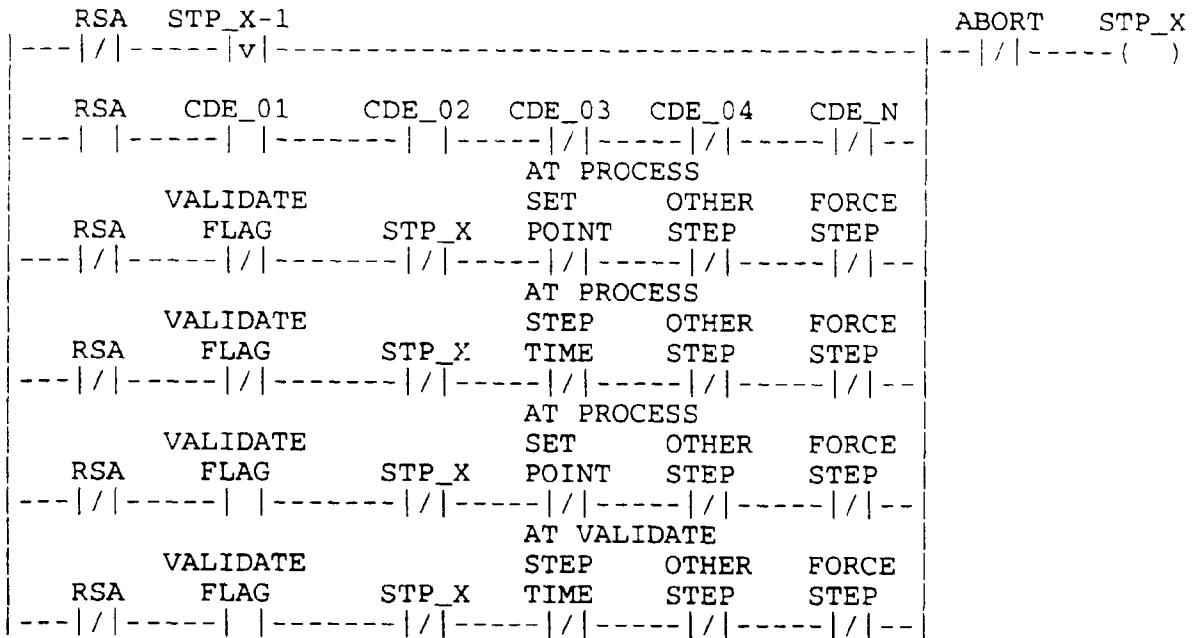 RSA STP_X-1 ABORT STP_X
|---|/|-----|v|---------------------------------------|--|/|-----( )
RSA CDE_01 CDE_02 CDE_03 CDE_04 CDE_N
|---| |-----| |-------| |-----|/|-----|/|-----|/|--|
AT PROCESS
VALIDATE SET OTHER FORCE
RSA FLAG STP_X POINT STEP STEP
|---|/|-----|/|-------|/|-----|/|-----|/|-----|/|--|
AT PROCESS
VALIDATE STEP OTHER FORCE
RSA FLAG STP_X TIME STEP STEP
|---|/|-----|/|-------|/|-----|/|-----|/|-----|/|--|
AT PROCESS
VALIDATE SET OTHER FORCE
RSA FLAG STP_X POINT STEP STEP
|---|/|-----| |-------|/|-----|/|-----|/|-----|/|--|
AT VALIDATE
VALIDATE STEP OTHER FORCE
RSA FLAG STP_X TIME STEP STEP
|---|/|-----| |-------|/|-----|/|-----|/|-----|/|--|